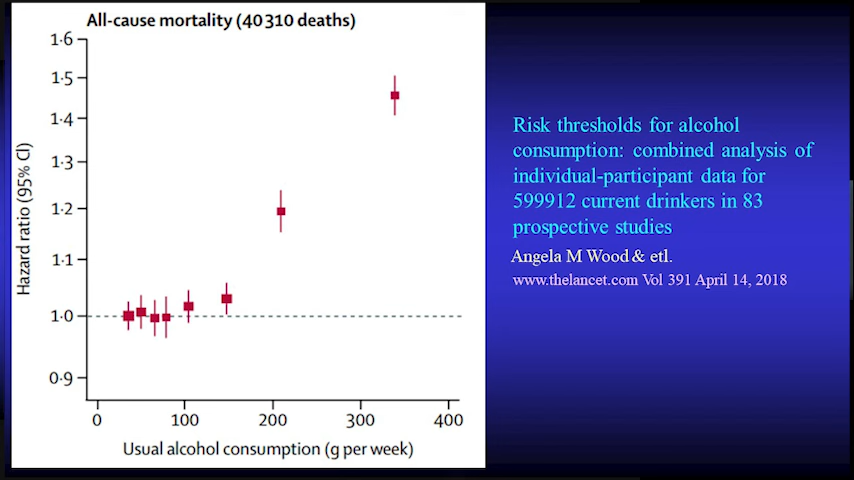 All-cause mortality (40 310 deaths)
1·6
1·5
1·4
1·3
1·2
1·1
1·0
0·9
Hazard ratio (95% CI)
0 100 200 300 400
Usual alcohol consumption (g per week)
Risk thresholds for alcohol
consumption: combined analysis of
individual-participant data for
599912 current drinkers in 83
prospective studies
Angela M Wood & etl.
www.thelancet.com Vol 391 April 14, 2018